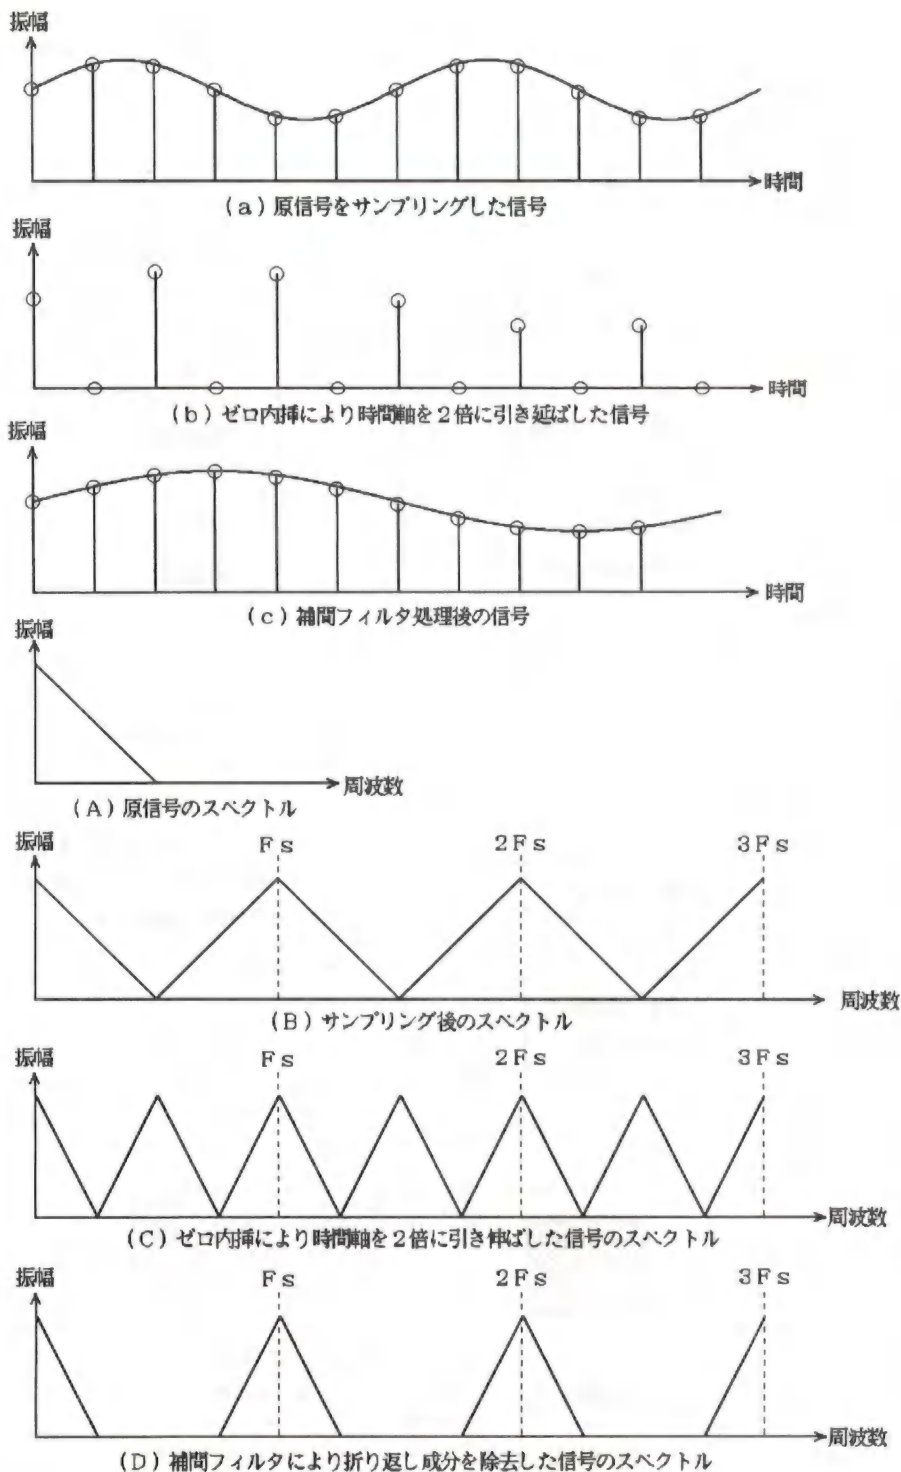 振幅
時間
(a)原信号をサンプリングした信号
振幅
時間
(b)ゼロ内挿により時間軸を2倍に引き延ばした信号
振幅
時間
(c)補間フィルタ処理後の信号
振幅
周波数
(A)原信号のスペクトル
振幅 Fs 2Fs 3Fs
周波数
(B)サンプリング後のスペクトル
振幅 Fs 2Fs 3Fs
周波数
(C)ゼロ内挿により時間軸を2倍に引き伸ばした信号のスペクトル
振幅 Fs 2Fs 3Fs
周波数
(D)補間フィルタにより折り返し成分を除去した信号のスペクトル